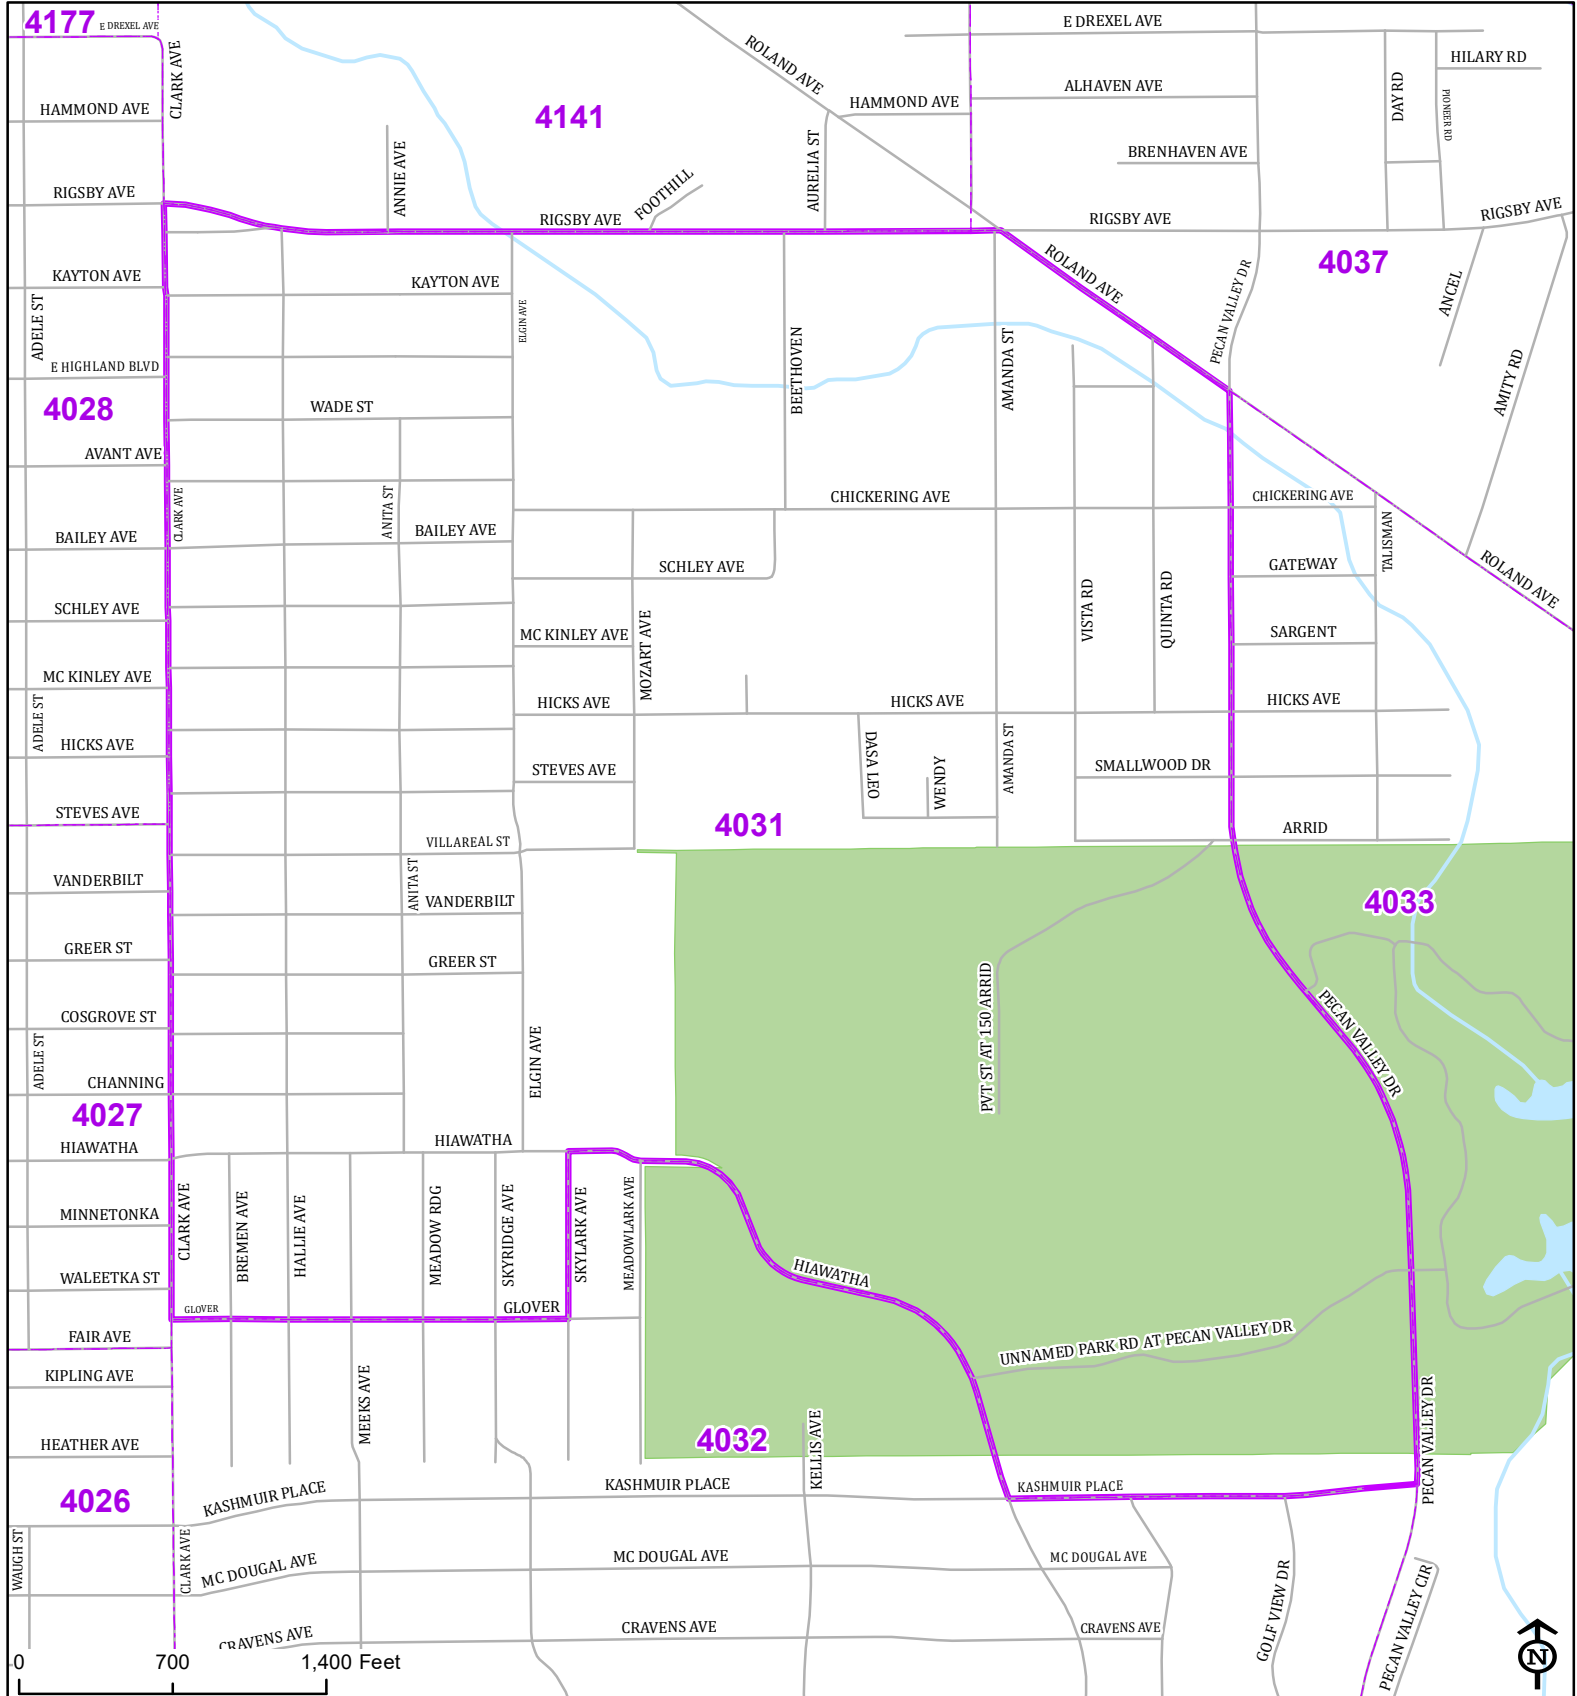 4177
E DREXEL AVE
CLARK AVE
ROLAND AVE
E DREXEL AVE
HILARY RD
HAMMOND AVE
4141
HAMMOND AVE
ALHAVEN AVE
DAY RD
PIONEER RD
ANNIE AVE
AURELIA ST
BRENHAVEN AVE
RIGSBY AVE
FOOTHILL
RIGSBY AVE
RIGSBY AVE
RIGSBY AVE
KAYTON AVE
KAYTON AVE
ROLAND AVE
4037
PECAN VALLEY DR
ANCEL
ADELE ST
ELGIN AVE
E HIGHLAND BLVD
BEETHOVEN
AMANDA ST
AMITY RD
4028
WADE ST
AVANT AVE
CLARK AVE
ANITA ST
CHICKERING AVE
CHICKERING AVE
BAILEY AVE
BAILEY AVE
TALISMAN
SCHLEY AVE
GATEWAY
ROLAND AVE
SCHLEY AVE
VISTA RD
QUINTA RD
MC KINLEY AVE
MOZART AVE
SARGENT
MC KINLEY AVE
ADELE ST
HICKS AVE
HICKS AVE
HICKS AVE
HICKS AVE
STEVES AVE
DASA LEO
WENDY
AMANDA ST
SMALLWOOD DR
STEVES AVE
4031
ARRID
VILLAREAL ST
VANDERBILT
ANITA ST
VANDERBILT
4033
GREER ST
GREER ST
COSGROVE ST
PVT ST AT 150 ARRID
PECAN VALLEY DR
ADELE ST
ELGIN AVE
CHANNING
4027
HIAWATHA
HIAWATHA
MINNETONKA
CLARK AVE
BREMEN AVE
HALLIE AVE
MEADOW RDG
SKYRIDGE AVE
SKYLARK AVE
MEADOWLARK AVE
WALEETKA ST
HIAWATHA
GLOVER
GLOVER
FAIR AVE
UNNAMED PARK RD AT PECAN VALLEY DR
KIPLING AVE
MEEKS AVE
HEATHER AVE
4032
KELLIS AVE
PECAN VALLEY DR
4026
KASHMUIR PLACE
KASHMUIR PLACE
KASHMUIR PLACE
WAUGH ST
CLARK AVE
MC DOUGAL AVE
MC DOUGAL AVE
MC DOUGAL AVE
GOLF VIEW DR
PECAN VALLEY CIR
CRAVENS AVE
CRAVENS AVE
CRAVENS AVE
N
0 700 1,400 Feet